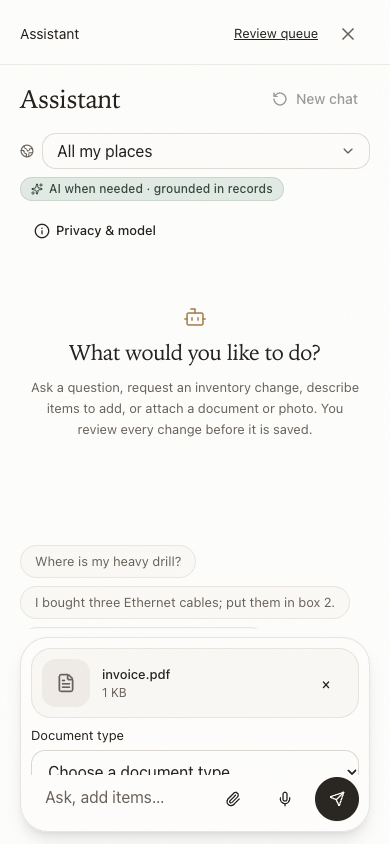 Assistant
Review queue
Assistant
New chat
All my places
AI when needed · grounded in records
Privacy & model
What would you like to do?
Ask a question, request an inventory change, describe
items to add, or attach a document or photo. You
review every change before it is saved.
Where is my heavy drill?
I bought three Ethernet cables; put them in box 2.
invoice.pdf
1 KB
Document type
Choose a document type
Ask, add items...